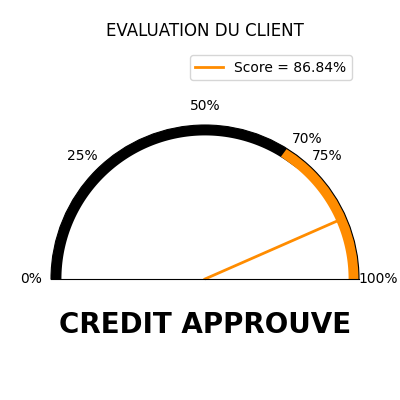 EVALUATION DU CLIENT
Score = 86.84%
50%
70%
25%
75%
0%
100%
CREDIT APPROUVE